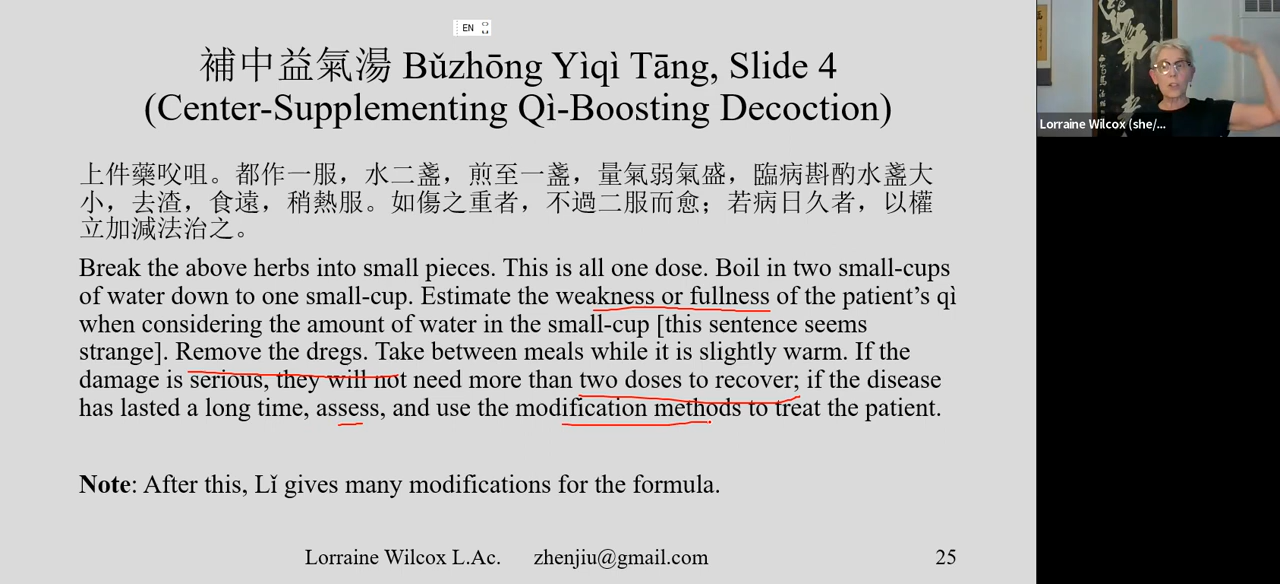 EN
補中益氣湯 Bǔzhōng Yìqì Tāng, Slide 4
(Center-Supplementing Qì-Boosting Decoction)
上件藥㕮咀。都作一服，水二盞，煎至一盞，量氣弱氣盛，臨病斟酌水盞大
小，去渣，食遠，稍熱服。如傷之重者，不過二服而愈；若病日久者，以權
立加減法治之。
Break the above herbs into small pieces. This is all one dose. Boil in two small-cups
of water down to one small-cup. Estimate the weakness or fullness of the patient’s qì
when considering the amount of water in the small-cup [this sentence seems
strange]. Remove the dregs. Take between meals while it is slightly warm. If the
damage is serious, they will not need more than two doses to recover; if the disease
has lasted a long time, assess, and use the modification methods to treat the patient.
Note: After this, Lǐ gives many modifications for the formula.
Lorraine Wilcox L.Ac. zhenjiu@gmail.com 25
Lorraine Wilcox (she/...